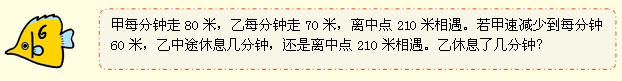 6
甲每分钟走 80 米，乙每分钟走 70 米，离中点 210 米相遇。若甲速减少到每分钟
60 米，乙中途休息几分钟，还是离中点 210 米相遇。乙休息了几分钟？